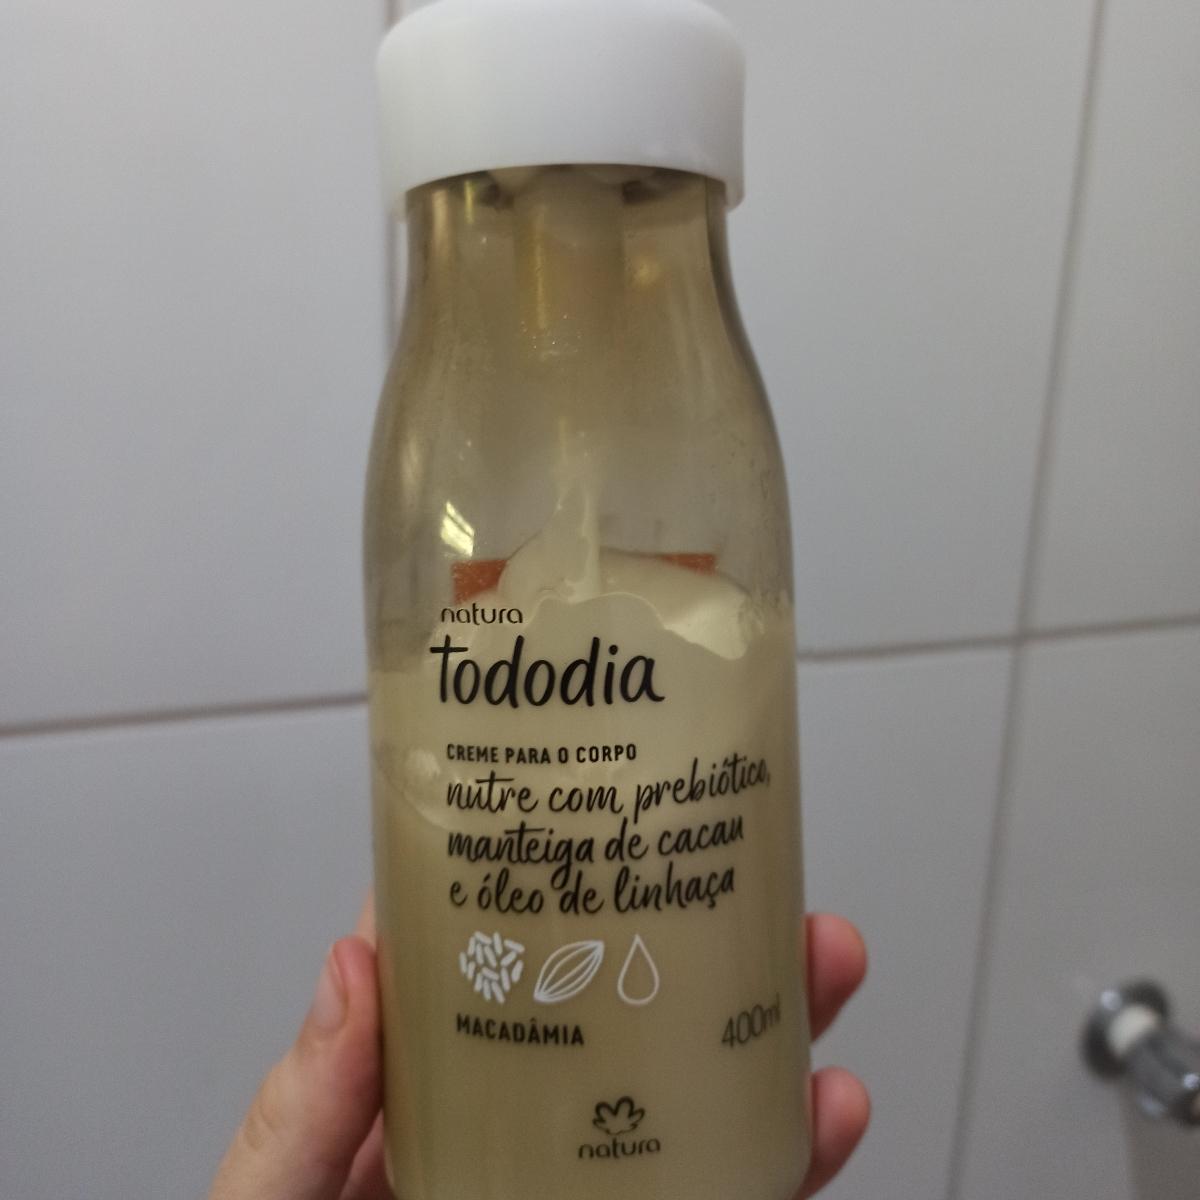 natura
tododia
CREME PARA O CORPO
nutre com prebiótico,
manteiga de cacau
e óleo de linhaça
MACADÂMIA
400ml
natura